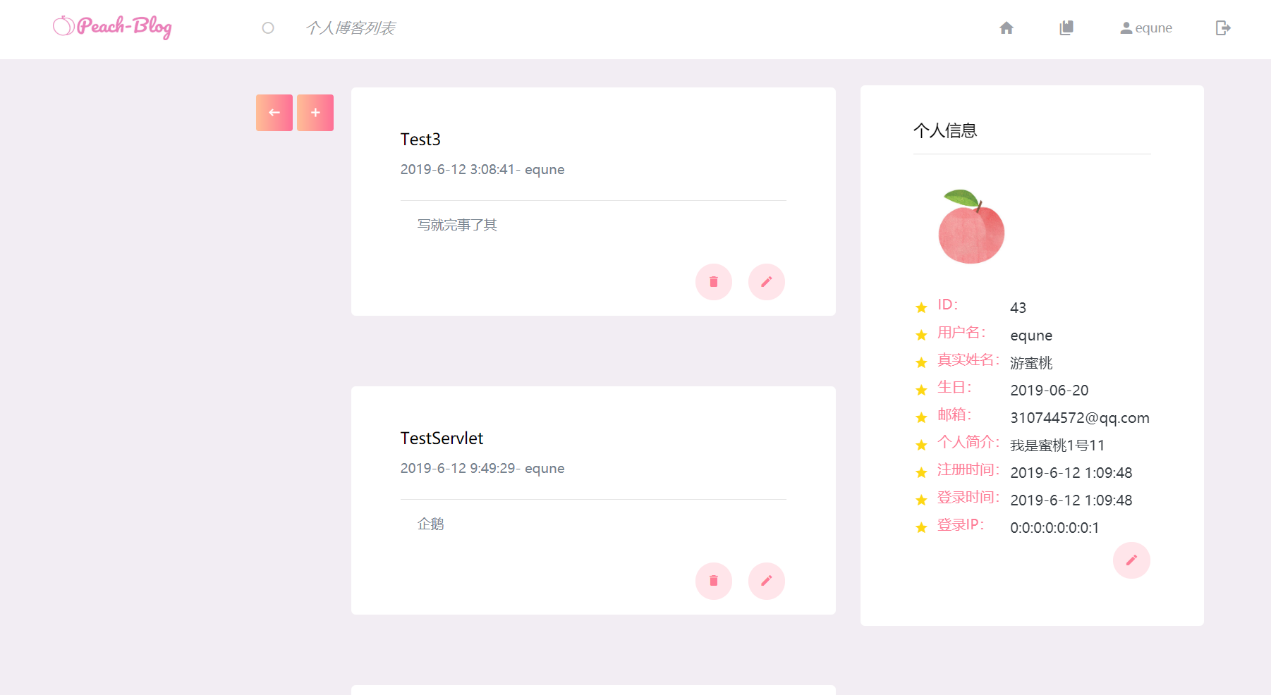 Peach-Blog
个人博客列表
equne
Test3
2019-6-12 3:08:41- equne
写就完事了其
TestServlet
2019-6-12 9:49:29- equne
企鹅
个人信息
ID： 43
用户名： equne
真实姓名： 游蜜桃
生日： 2019-06-20
邮箱： 310744572@qq.com
个人简介： 我是蜜桃1号11
注册时间： 2019-6-12 1:09:48
登录时间： 2019-6-12 1:09:48
登录IP： 0:0:0:0:0:0:0:1